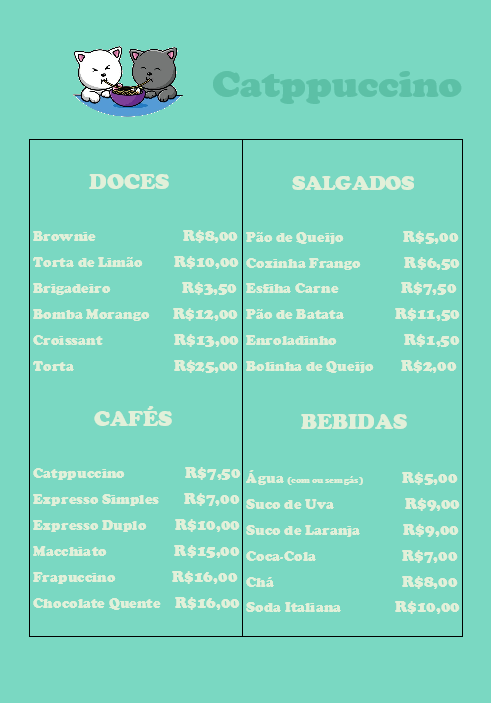 Catppuccino
DOCES
Brownie R$8,00
Torta de Limão R$10,00
Brigadeiro R$3,50
Bomba Morango R$12,00
Croissant R$13,00
Torta R$25,00
SALGADOS
Pão de Queijo R$5,00
Coxinha Frango R$6,50
Esfiha Carne R$7,50
Pão de Batata R$11,50
Enroladinho R$1,50
Bolinha de Queijo R$2,00
CAFÉS
Catppuccino R$7,50
Expresso Simples R$7,00
Expresso Duplo R$10,00
Macchiato R$15,00
Frapuccino R$16,00
Chocolate Quente R$16,00
BEBIDAS
Água (com ou sem gás) R$5,00
Suco de Uva R$9,00
Suco de Laranja R$9,00
Coca-Cola R$7,00
Chá R$8,00
Soda Italiana R$10,00